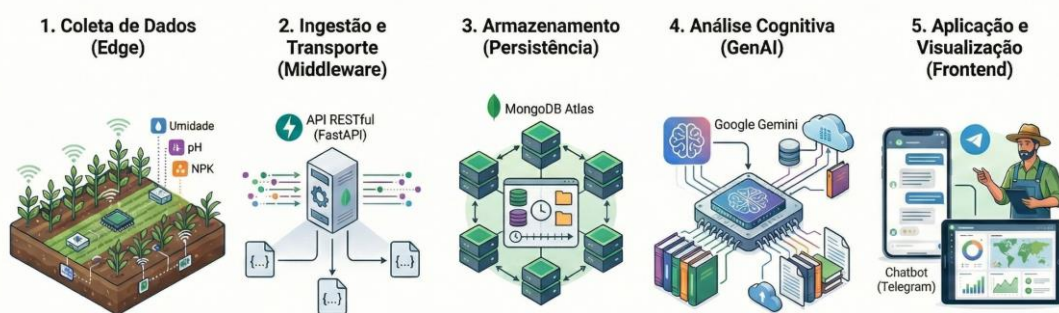 1. Coleta de Dados
(Edge)
Umidade
pH
NPK
2. Ingestão e
Transporte
(Middleware)
API RESTful
(FastAPI)
{...}
{...}
{...}
3. Armazenamento
(Persistência)
MongoDB Atlas
4. Análise Cognitiva
(GenAI)
Google Gemini
5. Aplicação e
Visualização
(Frontend)
Chatbot
(Telegram)